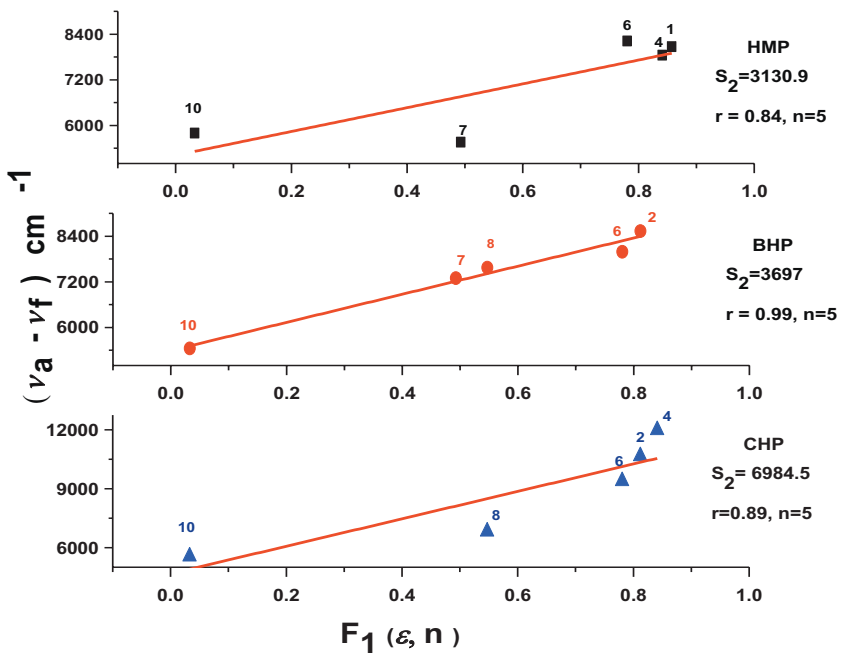 (νa - νf) cm -1
8400
7200
6000
10
7
6
4
1
HMP
S2=3130.9
r = 0.84, n=5
0.0 0.2 0.4 0.6 0.8 1.0
8400
7200
6000
10
7
8
6
2
BHP
S2=3697
r = 0.99, n=5
0.0 0.2 0.4 0.6 0.8 1.0
12000
9000
6000
10
8
6
2
4
CHP
S2= 6984.5
r=0.89, n=5
0.0 0.2 0.4 0.6 0.8 1.0
F1 (ε, n)